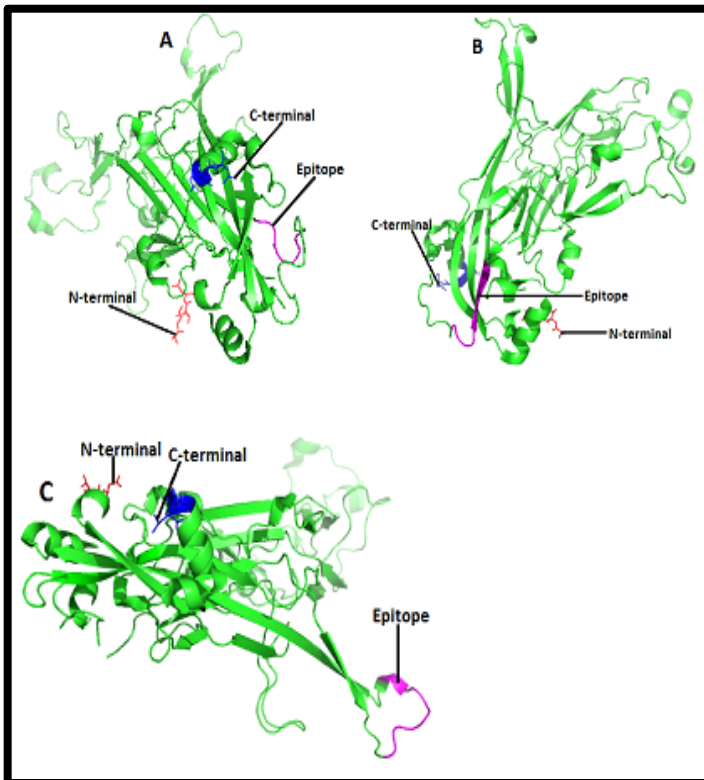 A
C-terminal
Epitope
N-terminal
B
C-terminal
Epitope
N-terminal
N-terminal
C-terminal
C
Epitope